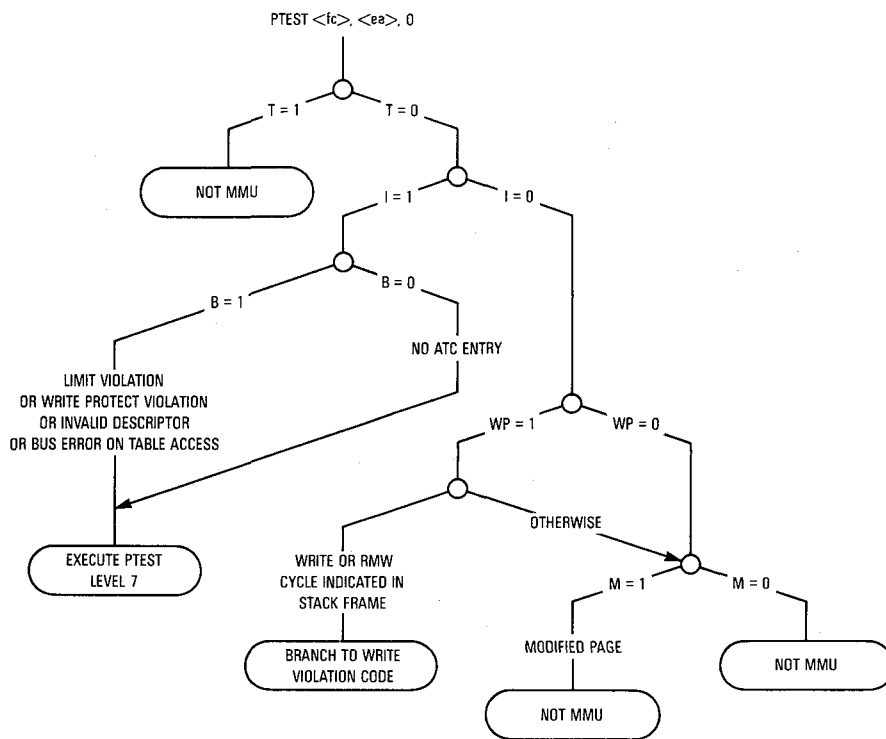 PTEST <fc>, <ea>, 0
T = 1
T = 0
NOT MMU
I = 1
I = 0
B = 1
B = 0
NO ATC ENTRY
LIMIT VIOLATION
OR WRITE PROTECT VIOLATION
OR INVALID DESCRIPTOR
OR BUS ERROR ON TABLE ACCESS
WP = 1
WP = 0
OTHERWISE
EXECUTE PTEST
LEVEL 7
WRITE OR RMW
CYCLE INDICATED IN
STACK FRAME
M = 1
M = 0
BRANCH TO WRITE
VIOLATION CODE
MODIFIED PAGE
NOT MMU
NOT MMU